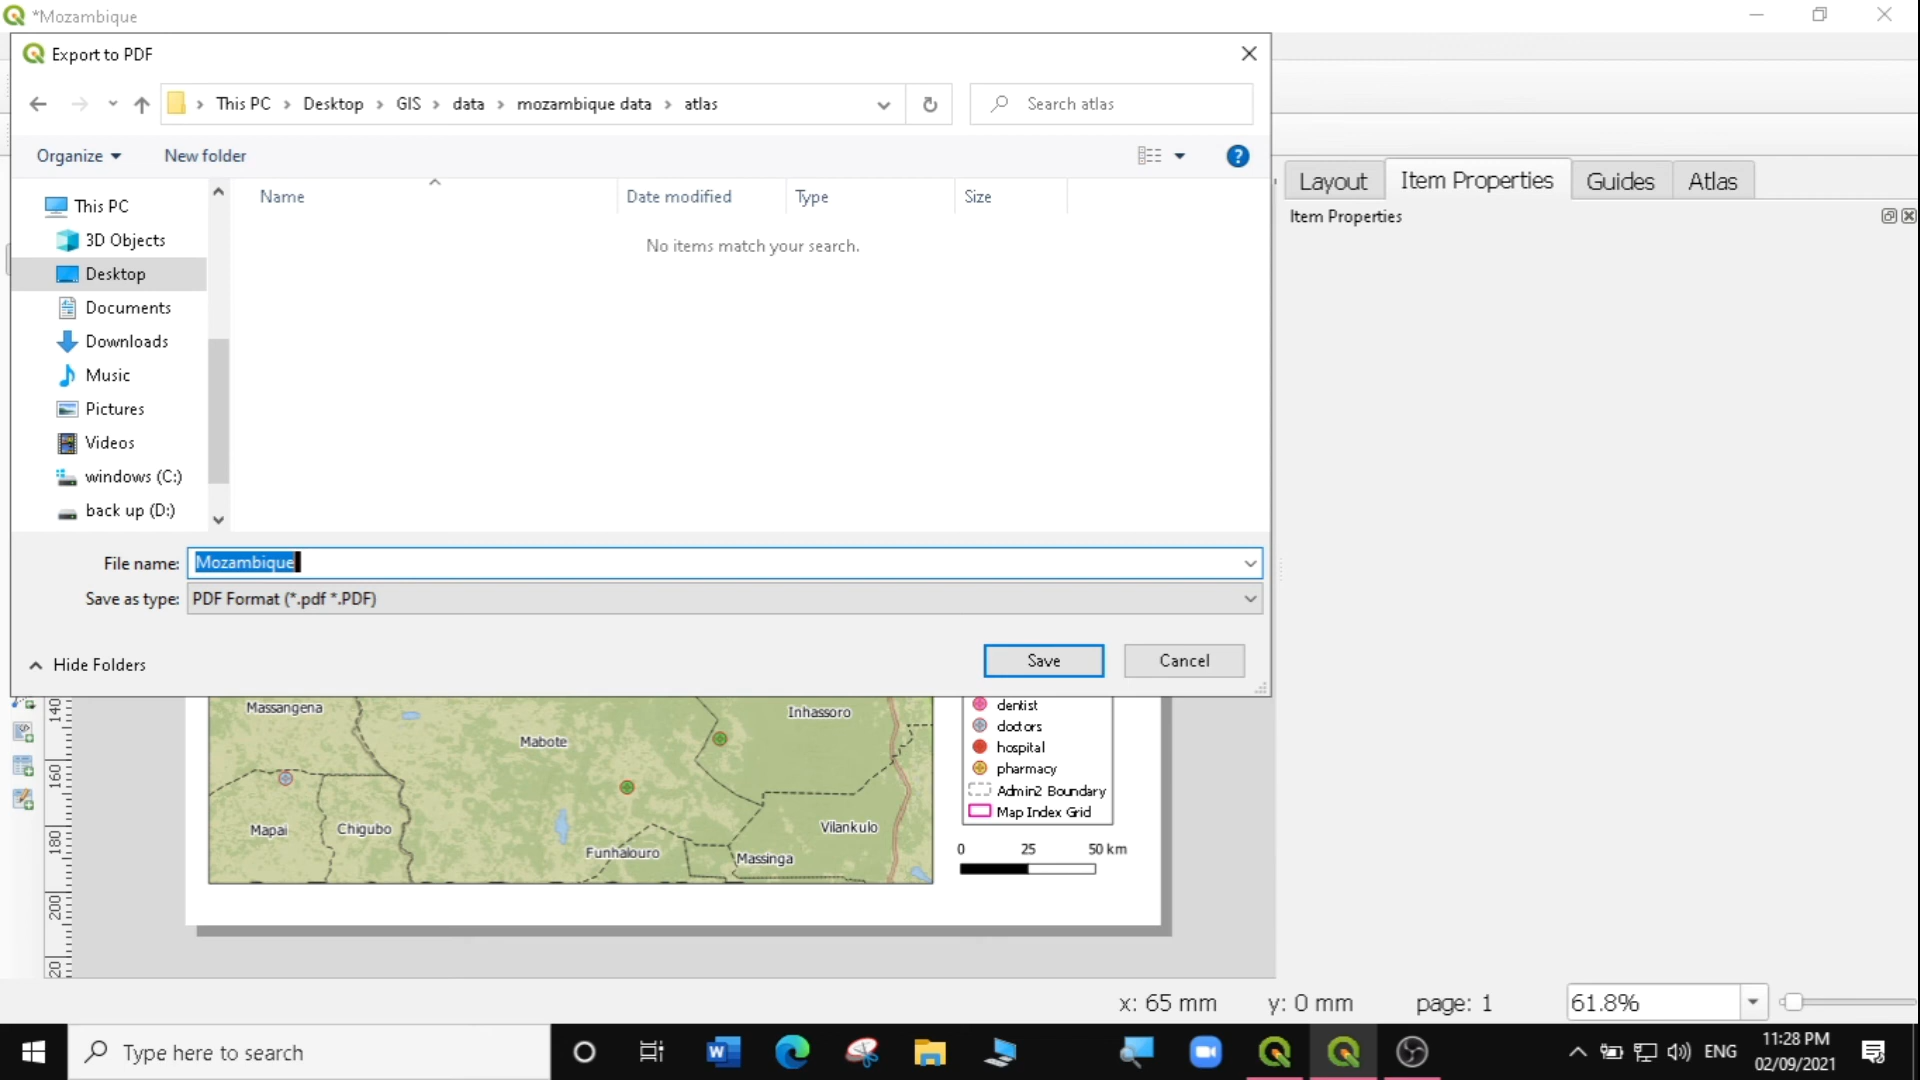 *Mozambique
Export to PDF
This PC > Desktop > GIS > data > mozambique data > atlas
Search atlas
Organize
New folder
Name
Date modified
Type
Size
No items match your search.
This PC
3D Objects
Desktop
Documents
Downloads
Music
Pictures
Videos
windows (C:)
back up (D:)
File name:
Mozambique
Save as type:
PDF Format (*.pdf *.PDF)
Hide Folders
Save
Cancel
Layout
Item Properties
Guides
Atlas
Item Properties
140
160
180
200
20
Massangena
Mabote
Inhassoro
Mapai
Chigubo
Funhalouro
Massinga
Vilankulo
dentist
doctors
hospital
pharmacy
Admin2 Boundary
Map Index Grid
0 25 50 km
x: 65 mm
y: 0 mm
page: 1
61.8%
Type here to search
ENG
11:28 PM
02/09/2021